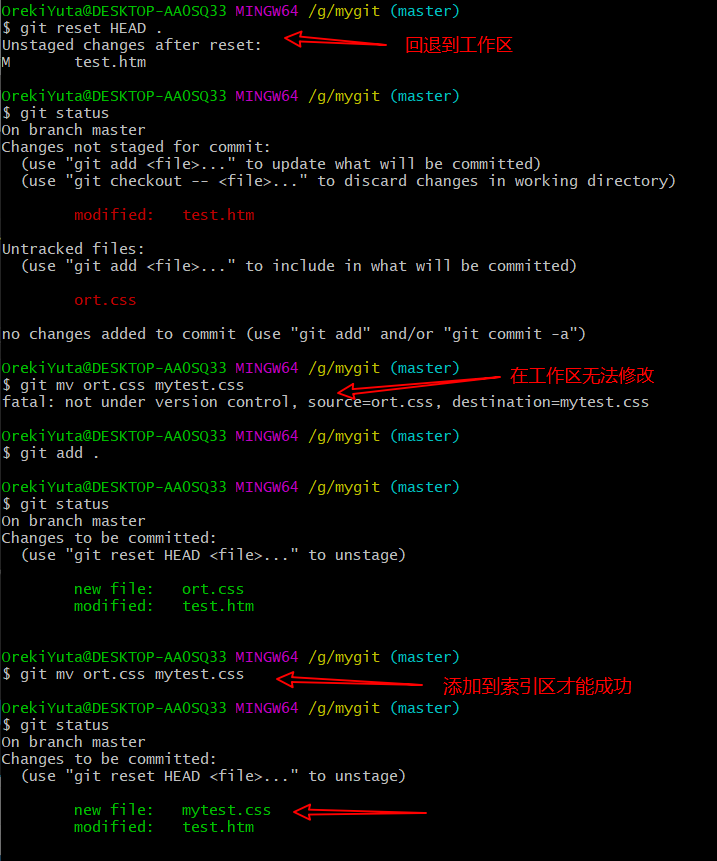 OrekiYuta@DESKTOP-AA0SQ33 MINGW64 /g/mygit (master)
$ git reset HEAD .
Unstaged changes after reset:
回退到工作区
M       test.htm
OrekiYuta@DESKTOP-AA0SQ33 MINGW64 /g/mygit (master)
$ git status
On branch master
Changes not staged for commit:
  (use "git add <file>..." to update what will be committed)
  (use "git checkout -- <file>..." to discard changes in working directory)
        modified:   test.htm
Untracked files:
  (use "git add <file>..." to include in what will be committed)
        ort.css
no changes added to commit (use "git add" and/or "git commit -a")
OrekiYuta@DESKTOP-AA0SQ33 MINGW64 /g/mygit (master)
$ git mv ort.css mytest.css
在工作区无法修改
fatal: not under version control, source=ort.css, destination=mytest.css
OrekiYuta@DESKTOP-AA0SQ33 MINGW64 /g/mygit (master)
$ git add .
OrekiYuta@DESKTOP-AA0SQ33 MINGW64 /g/mygit (master)
$ git status
On branch master
Changes to be committed:
  (use "git reset HEAD <file>..." to unstage)
        new file:   ort.css
        modified:   test.htm
OrekiYuta@DESKTOP-AA0SQ33 MINGW64 /g/mygit (master)
$ git mv ort.css mytest.css
添加到索引区才能成功
OrekiYuta@DESKTOP-AA0SQ33 MINGW64 /g/mygit (master)
$ git status
On branch master
Changes to be committed:
  (use "git reset HEAD <file>..." to unstage)
        new file:   mytest.css
        modified:   test.htm